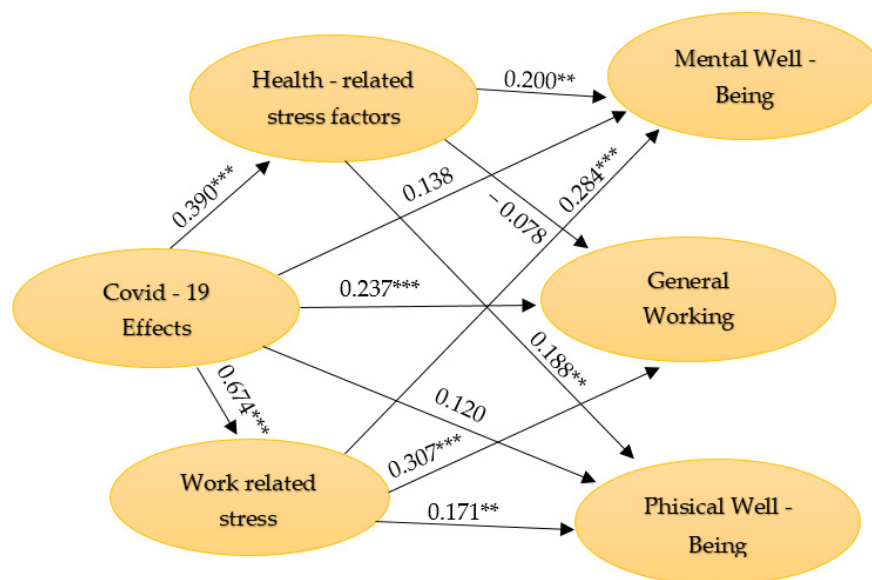 Health - related
stress factors
0.200**
Mental Well -
Being
0.390***
0.138
0.284***
− 0.078
Covid - 19
Effects
0.237***
General
Working
0.188**
0.674***
0.120
0.307***
Work related
stress
0.171**
Phisical Well -
Being